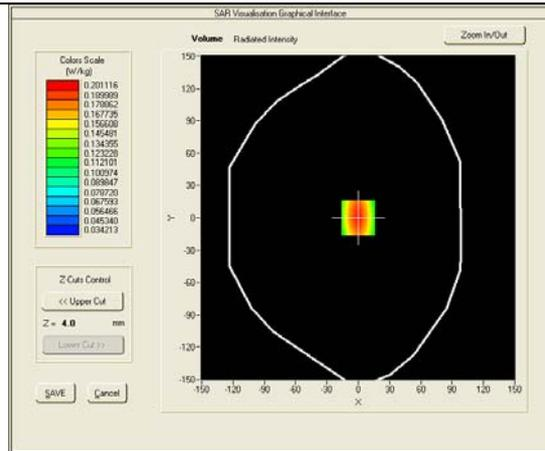 SAR Visualisation Graphical Interface
Volume Radiated Intensity
Zoom In/Out
Colors Scale
(W/kg)
0.201116
0.189989
0.178862
0.167735
0.156608
0.145481
0.134355
0.123228
0.112101
0.100974
0.089847
0.078720
0.067593
0.056466
0.045340
0.034213
Z-Cuts Control
<< Upper Cut
Z = 4.0 mm
Lower Cut >>
SAVE Cancel
150-
120-
90-
60-
30-
0-
-30-
-60-
-90-
-120-
-150-
Y
-150 -120 -90 -60 -30 0 30 60 90 120 150
X